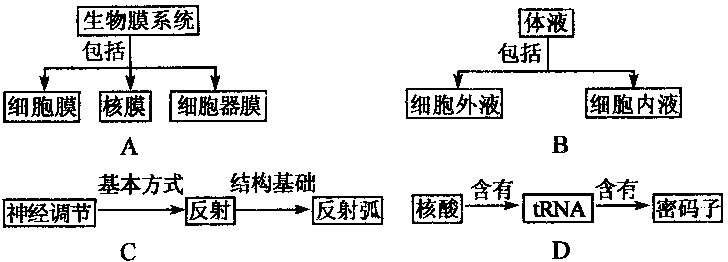 生物膜系统
包括
细胞膜 核膜 细胞器膜
A
体液
包括
细胞外液 细胞内液
B
神经调节 基本方式 反射 结构基础 反射弧
C
核酸 含有 tRNA 含有 密码子
D